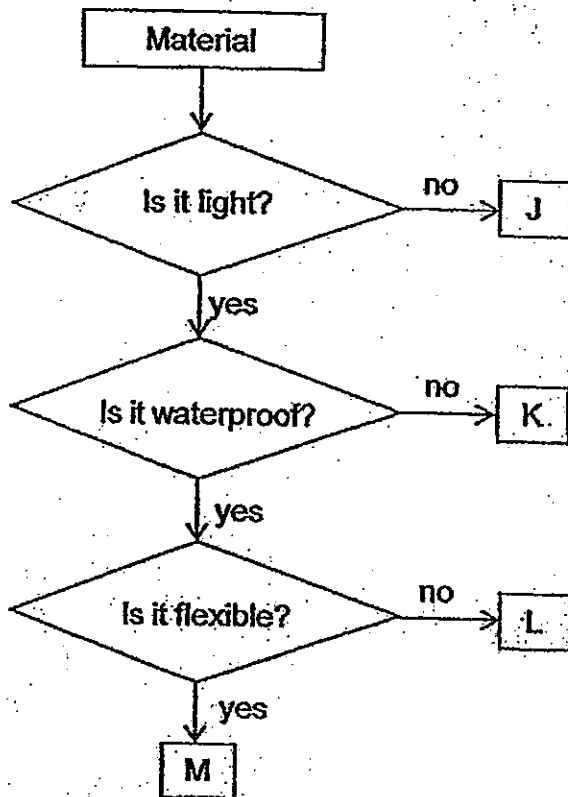 Material
Is it light?
no
J
yes
Is it waterproof?
no
K
yes
Is it flexible?
no
L
yes
M